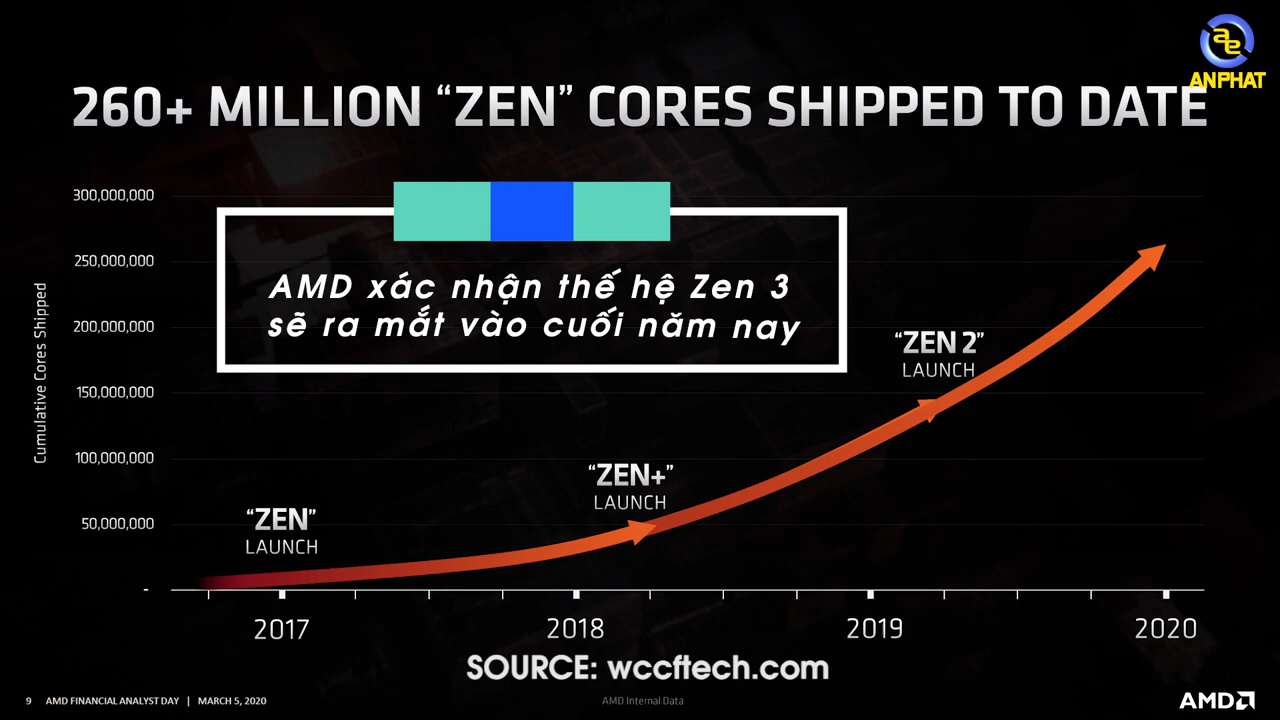 ae
ANPHAT
260+ MILLION “ZEN” CORES SHIPPED TO DATE
Cumulative Cores Shipped
300,000,000
250,000,000
200,000,000
150,000,000
100,000,000
50,000,000
-
AMD xác nhận thế hệ Zen 3
sẽ ra mắt vào cuối năm nay
“ZEN”
LAUNCH
“ZEN+”
LAUNCH
“ZEN 2”
LAUNCH
2017 2018 2019 2020
SOURCE: wccftech.com
9 AMD FINANCIAL ANALYST DAY | MARCH 5, 2020 AMD Internal Data AMD